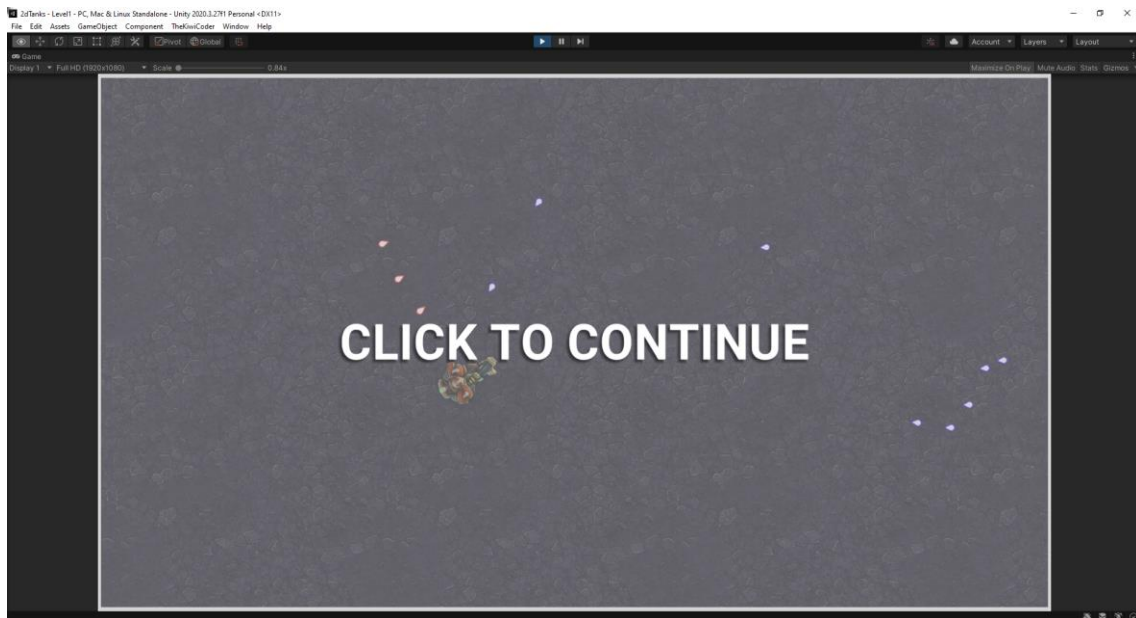 2dTanks - Level1 - PC, Mac & Linux Standalone - Unity 2020.3.27f1 Personal <DX11>
File Edit Assets GameObject Component TheKiwiCoder Window Help
Pivot Global Account Layers Layout
Game
Display 1 Full HD (1920x1080) Scale 0.84x Maximize On Play Mute Audio Stats Gizmos
CLICK TO CONTINUE